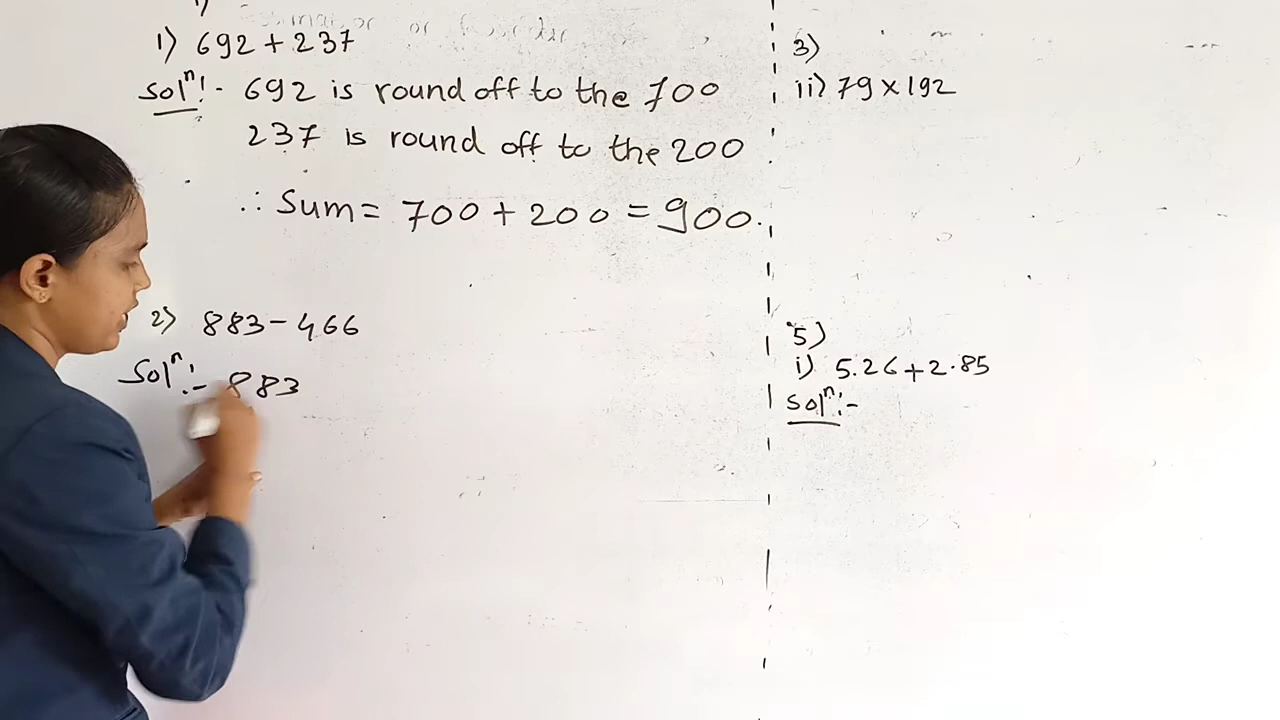 1) 692 + 237
Solⁿ:- 692 is round off to the 700
237 is round off to the 200
∴ Sum = 700 + 200 = 900.
2) 883 - 466
Solⁿ:- 883
3)
ii) 79 × 192
5)
i) 5.26 + 2.85
Solⁿ:-